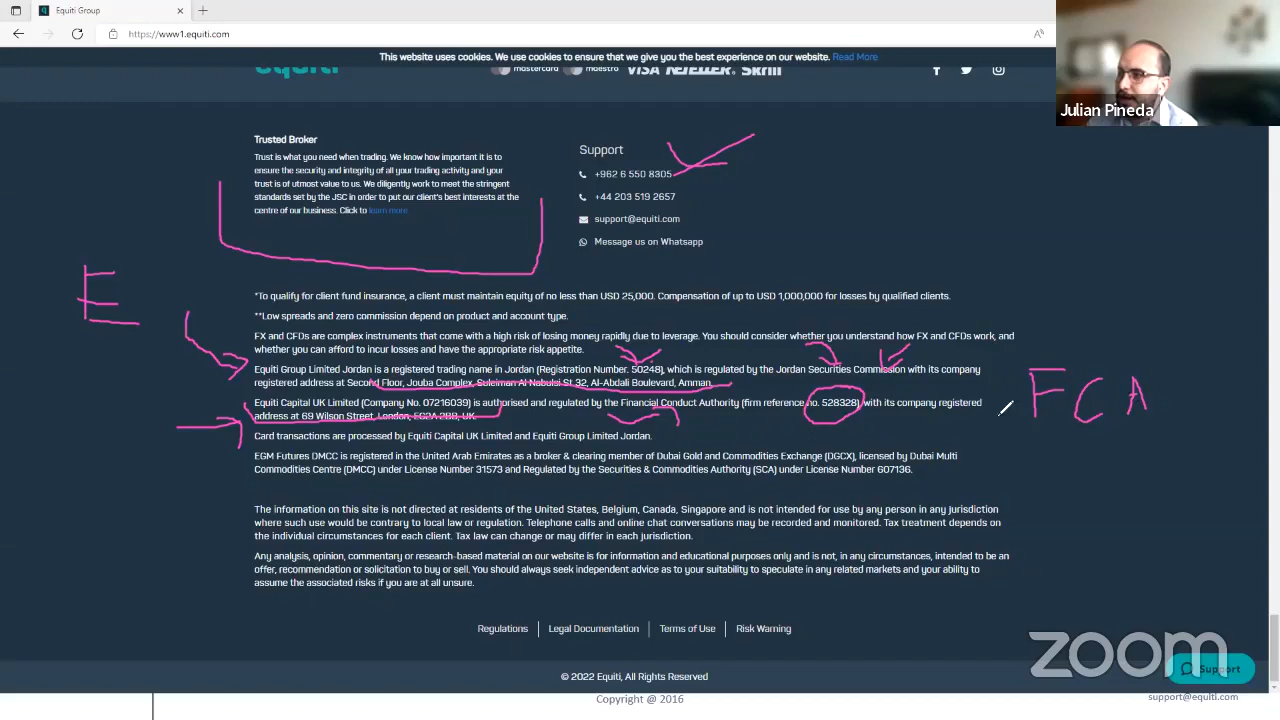 Equiti Group
https://www1.equiti.com
This website uses cookies. We use cookies to ensure that we give you the best experience on our website. Read More
equiti
mastercard maestro VISA NETELLER Skrill
Julian Pineda
Trusted Broker
Trust is what you need when trading. We know how important it is to
ensure the security and integrity of all your trading activity and your
trust is of utmost value to us. We diligently work to meet the stringent
standards set by the JSC in order to put our client's best interests at the
centre of our business. Click to learn more
Support
+962 6 550 8305
+44 203 519 2657
support@equiti.com
Message us on Whatsapp
E
*To qualify for client fund insurance, a client must maintain equity of no less than USD 25,000. Compensation of up to USD 1,000,000 for losses by qualified clients.
**Low spreads and zero commission depend on product and account type.
FX and CFDs are complex instruments that come with a high risk of losing money rapidly due to leverage. You should consider whether you understand how FX and CFDs work, and
whether you can afford to incur losses and have the appropriate risk appetite.
Equiti Group Limited Jordan is a registered trading name in Jordan (Registration Number. 50248), which is regulated by the Jordan Securities Commission with its company
registered address at Second Floor, Jouba Complex, Suleiman Al Nabulsi St.32, Al-Abdali Boulevard, Amman.
Equiti Capital UK Limited (Company No. 07216039) is authorised and regulated by the Financial Conduct Authority (firm reference no. 528328) with its company registered
address at 69 Wilson Street, London, EC2A 2BB, UK.
FCA
Card transactions are processed by Equiti Capital UK Limited and Equiti Group Limited Jordan.
EGM Futures DMCC is registered in the United Arab Emirates as a broker & clearing member of Dubai Gold and Commodities Exchange (DGCX), licensed by Dubai Multi
Commodities Centre (DMCC) under License Number 31573 and Regulated by the Securities & Commodities Authority (SCA) under License Number 607136.
The information on this site is not directed at residents of the United States, Belgium, Canada, Singapore and is not intended for use by any person in any jurisdiction
where such use would be contrary to local law or regulation. Telephone calls and online chat conversations may be recorded and monitored. Tax treatment depends on
the individual circumstances for each client. Tax law can change or may differ in each jurisdiction.
Any analysis, opinion, commentary or research-based material on our website is for information and educational purposes only and is not, in any circumstances, intended to be an
offer, recommendation or solicitation to buy or sell. You should always seek independent advice as to your suitability to speculate in any related markets and your ability to
assume the associated risks if you are at all unsure.
Regulations Legal Documentation Terms of Use Risk Warning
zoom
Support
© 2022 Equiti, All Rights Reserved
Copyright @ 2016
support@equiti.com